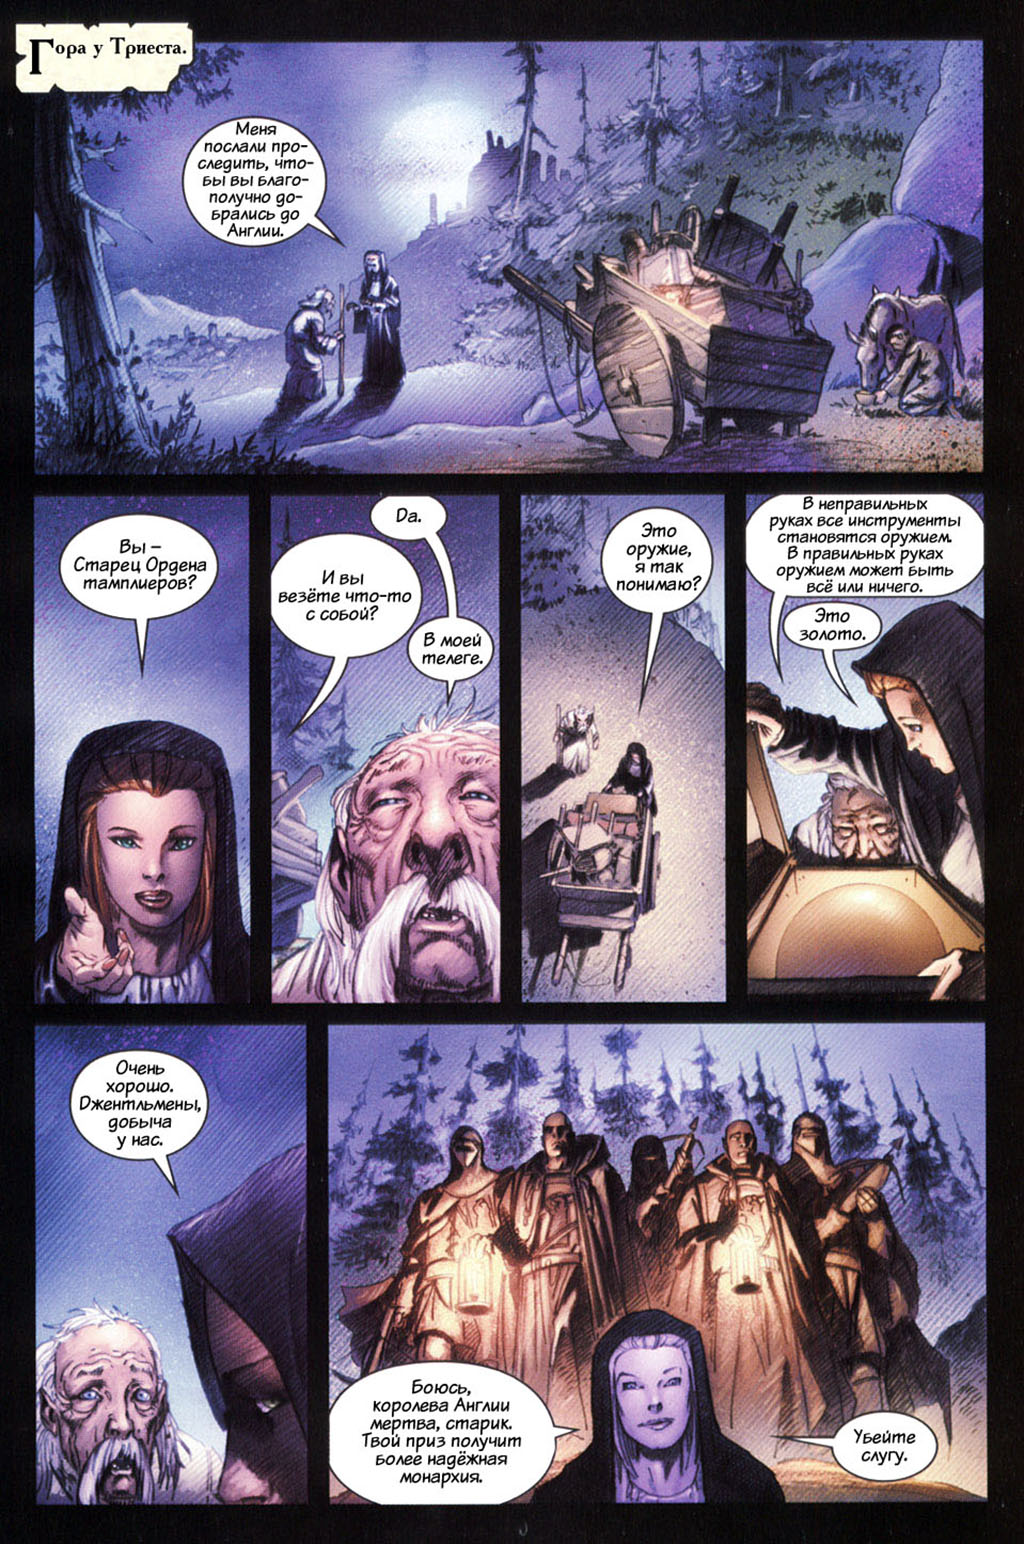 Гора у Триеста.
Меня
послали про-
следить, что-
бы вы благо-
получно до-
брались до
Англии.
Вы –
Старец Ордена
тамплиеров?
И вы
везёте что-то
с собой?
Да.
В моей
телеге.
Это
оружие,
я так
понимаю?
В неправильных
руках все инструменты
становятся оружием.
В правильных руках
оружием может быть
всё или ничего.
Это
золото.
Очень
хорошо.
Джентльмены,
добыча
у нас.
Боюсь,
королева Англии
мертва, старик.
Твой приз получит
более надёжная
монархия.
Убейте
слугу.